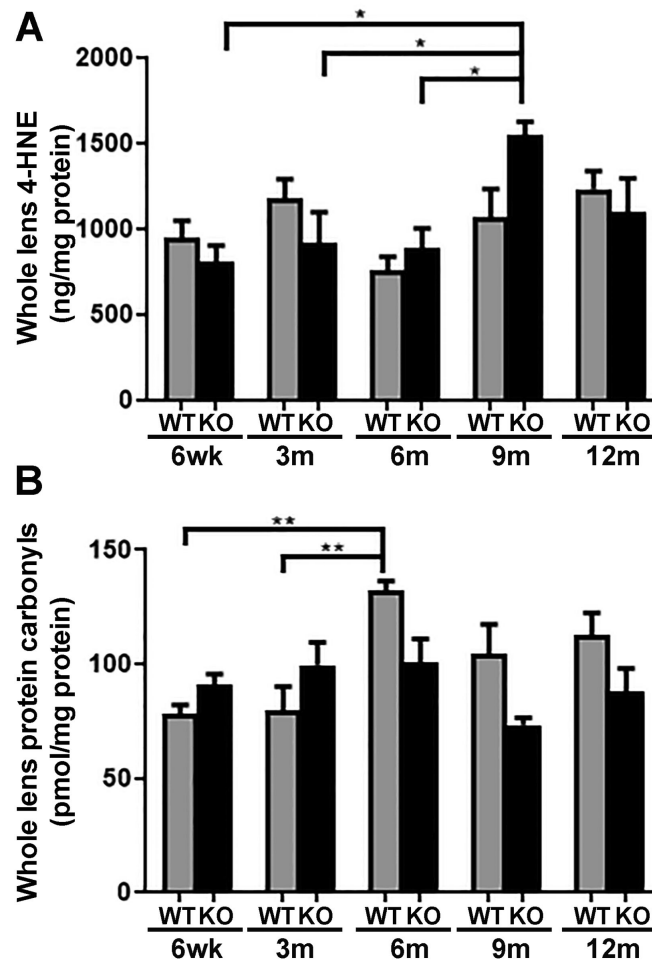 A
*
*
*
Whole lens 4-HNE
(ng/mg protein)
2000
1500
1000
500
0
WT KO WT KO WT KO WT KO WT KO
6wk 3m 6m 9m 12m
B
**
**
Whole lens protein carbonyls
(pmol/mg protein)
150
100
50
0
WT KO WT KO WT KO WT KO WT KO
6wk 3m 6m 9m 12m